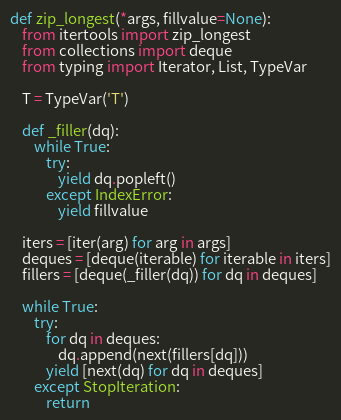 def zip_longest(*args, fillvalue=None):
    from itertools import zip_longest
    from collections import deque
    from typing import Iterator, List, TypeVar

    T = TypeVar('T')

    def _filler(dq):
        while True:
            try:
                yield dq.popleft()
            except IndexError:
                yield fillvalue

    iters = [iter(arg) for arg in args]
    deques = [deque(iterable) for iterable in iters]
    fillers = [deque(_filler(dq)) for dq in deques]

    while True:
        try:
            for dq in deques:
                dq.append(next(fillers[dq]))
            yield [next(dq) for dq in deques]
        except StopIteration:
            return